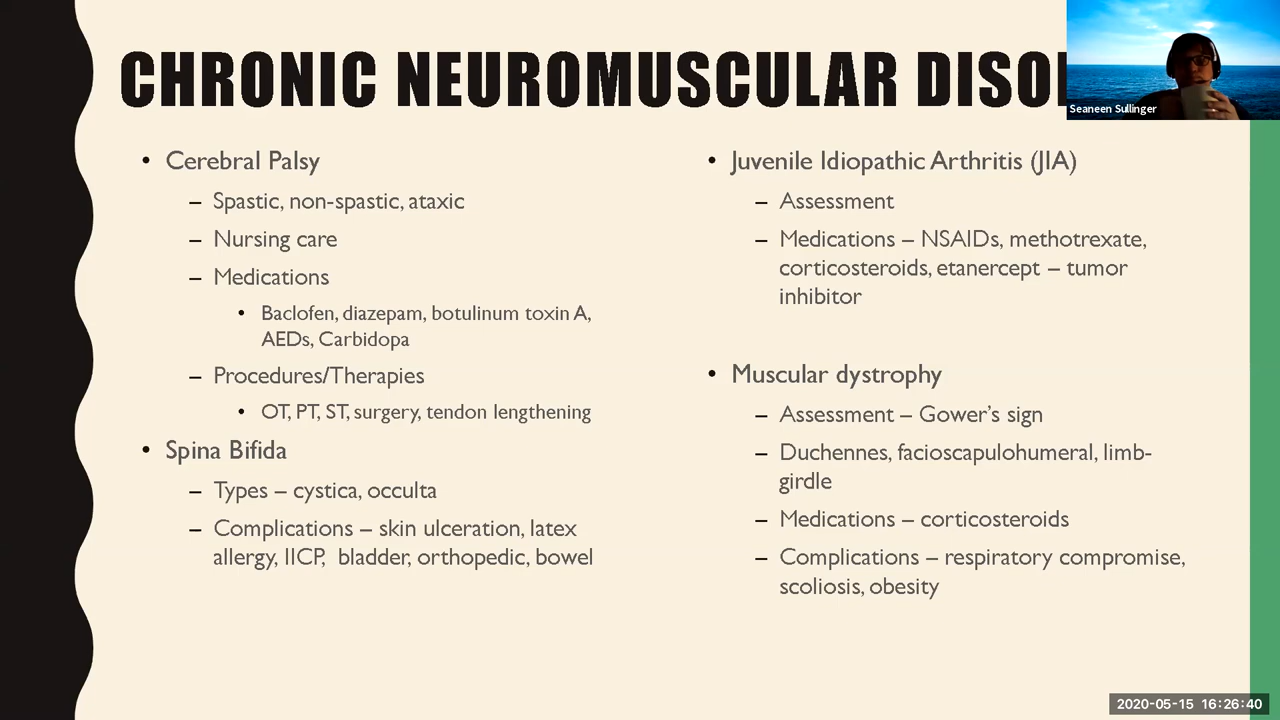 CHRONIC NEUROMUSCULAR
Seaneen Sullinger
• Cerebral Palsy
– Spastic, non-spastic, ataxic
– Nursing care
– Medications
• Baclofen, diazepam, botulinum toxin A,
AEDs, Carbidopa
– Procedures/Therapies
• OT, PT, ST, surgery, tendon lengthening
• Spina Bifida
– Types – cystica, occulta
– Complications – skin ulceration, latex
allergy, IICP, bladder, orthopedic, bowel
• Juvenile Idiopathic Arthritis (JIA)
– Assessment
– Medications – NSAIDs, methotrexate,
corticosteroids, etanercept – tumor
inhibitor
• Muscular dystrophy
– Assessment – Gower's sign
– Duchennes, facioscapulohumeral, limb-
girdle
– Medications – corticosteroids
– Complications – respiratory compromise,
scoliosis, obesity
2020-05-15 16:26:40